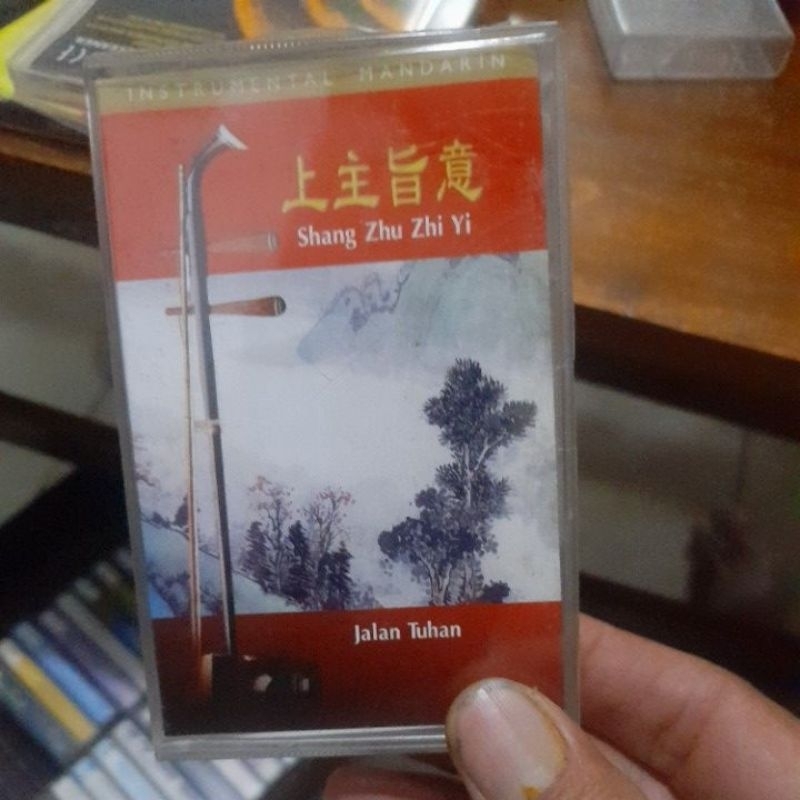 INSTRUMENTAL MANDARIN
上主旨意
Shang Zhu Zhi Yi
Jalan Tuhan